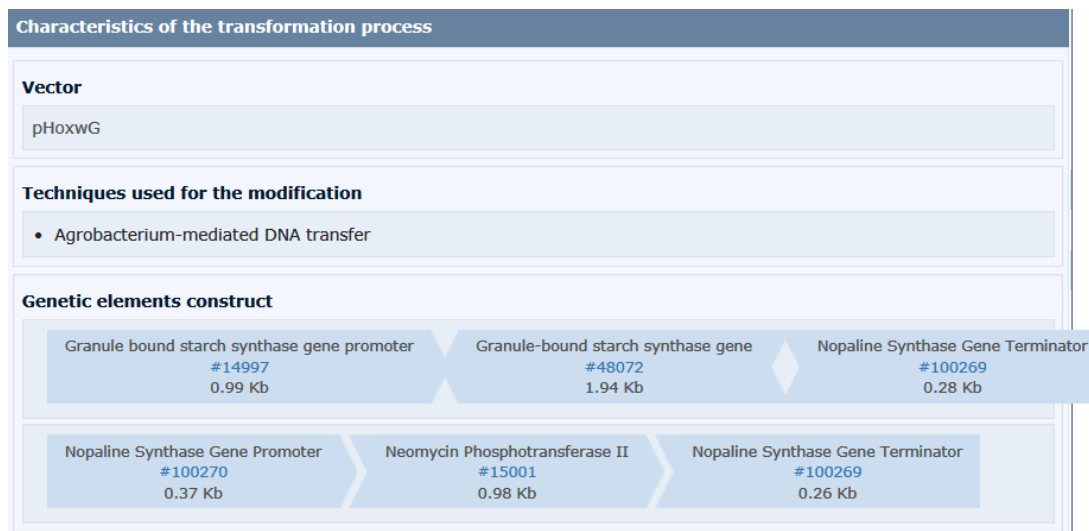 Characteristics of the transformation process
Vector
pHoxwG
Techniques used for the modification
• Agrobacterium-mediated DNA transfer
Genetic elements construct
Granule bound starch synthase gene promoter
#14997
0.99 Kb
Granule-bound starch synthase gene
#48072
1.94 Kb
Nopaline Synthase Gene Terminator
#100269
0.28 Kb
Nopaline Synthase Gene Promoter
#100270
0.37 Kb
Neomycin Phosphotransferase II
#15001
0.98 Kb
Nopaline Synthase Gene Terminator
#100269
0.26 Kb